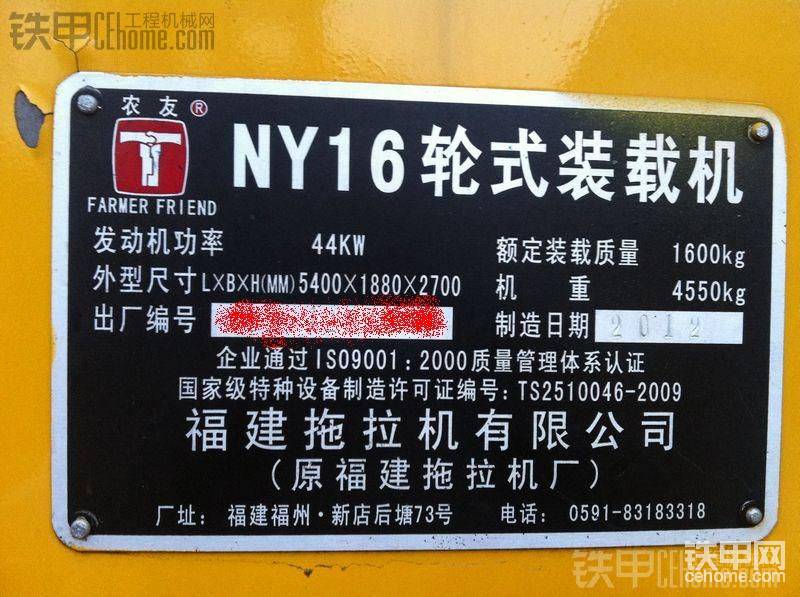 铁甲 工程机械网
CEhome.com
农友®
FARMER FRIEND
NY16轮式装载机
发动机功率 44KW 额定装载质量 1600kg
外型尺寸L×B×H(MM)5400×1880×2700 机 重 4550kg
出厂编号 制造日期 2012
企业通过ISO9001:2000质量管理体系认证
国家级特种设备制造许可证编号:TS2510046-2009
福建拖拉机有限公司
(原福建拖拉机厂)
厂址: 福建福州·新店后塘73号 电话: 0591-83183318
铁甲网
cehome.com